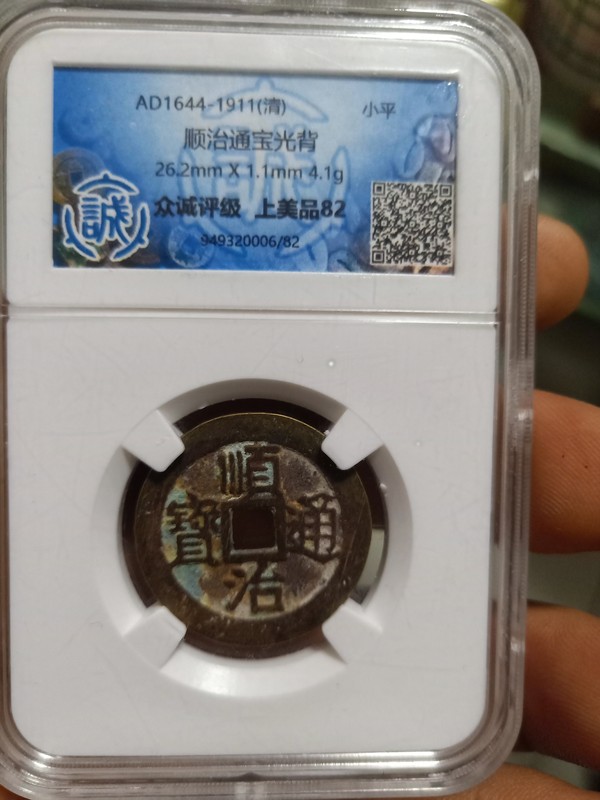 AD1644-1911(清) 小平
顺治通宝光背
26.2mm X 1.1mm 4.1g
誠
众诚评级 上美品82
949320006/82
順
寶 通
治